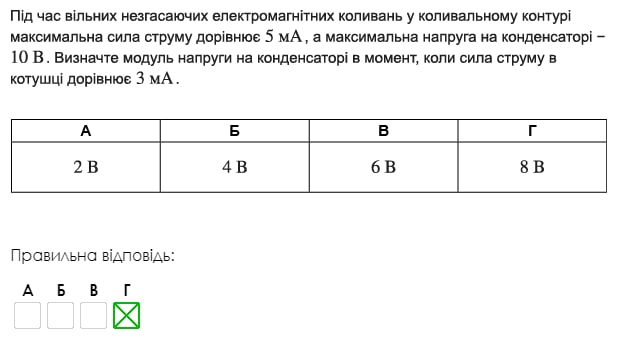 Під час вільних незгасаючих електромагнітних коливань у коливальному контурі
максимальна сила струму дорівнює 5 мА, а максимальна напруга на конденсаторі –
10 В. Визначте модуль напруги на конденсаторі в момент, коли сила струму в
котушці дорівнює 3 мА.
А Б В Г
2 В 4 В 6 В 8 В
Правильна відповідь:
А Б В Г